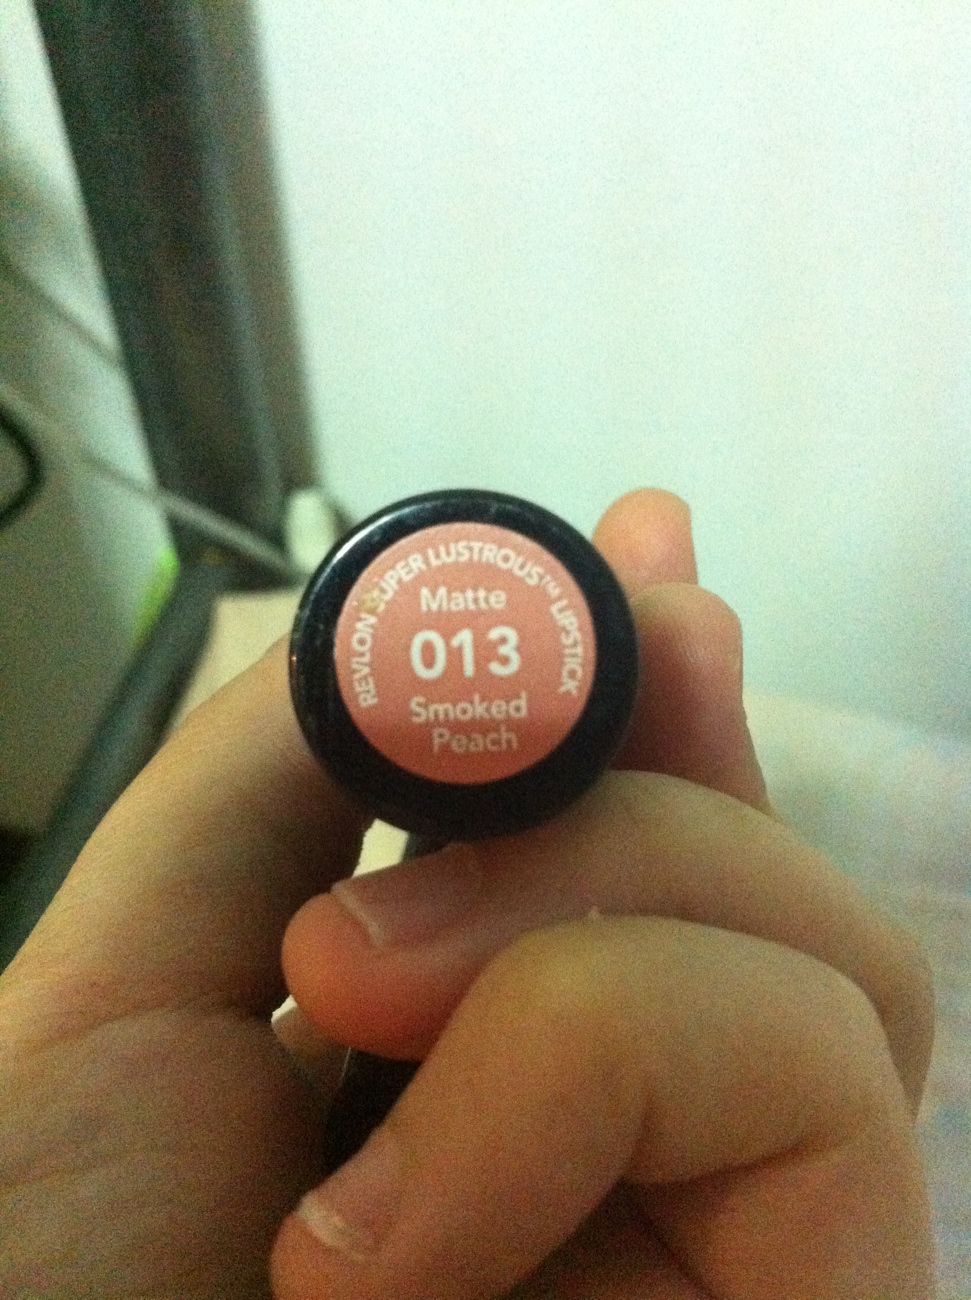 REVLON SUPER LUSTROUS™ LIPSTICK
Matte
013
Smoked
Peach